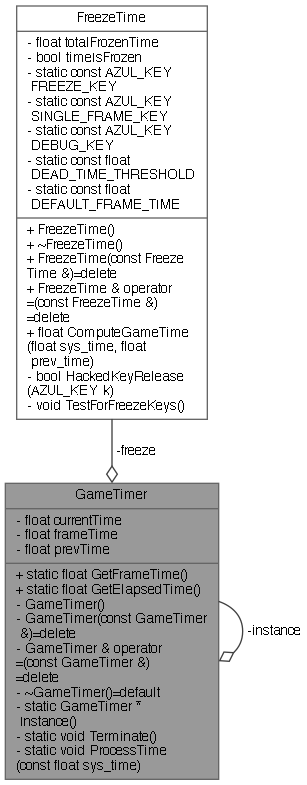 FreezeTime
- float totalFrozenTime
- bool timeIsFrozen
- static const AZUL_KEY
FREEZE_KEY
- static const AZUL_KEY
SINGLE_FRAME_KEY
- static const AZUL_KEY
DEBUG_KEY
- static const float
DEAD_TIME_THRESHOLD
- static const float
DEFAULT_FRAME_TIME
+ FreezeTime()
+ ~FreezeTime()
+ FreezeTime(const Freeze
Time &)=delete
+ FreezeTime & operator
=(const FreezeTime &)
=delete
+ float ComputeGameTime
(float sys_time, float
prev_time)
- bool HackedKeyRelease
(AZUL_KEY k)
- void TestForFreezeKeys()
-freeze
GameTimer
- float currentTime
- float frameTime
- float prevTime
+ static float GetFrameTime()
+ static float GetElapsedTime()
- GameTimer()
- GameTimer(const GameTimer
&)=delete
- GameTimer & operator
=(const GameTimer &)
=delete
- ~GameTimer()=default
- static GameTimer *
Instance()
- static void Terminate()
- static void ProcessTime
(const float sys_time)
-instance